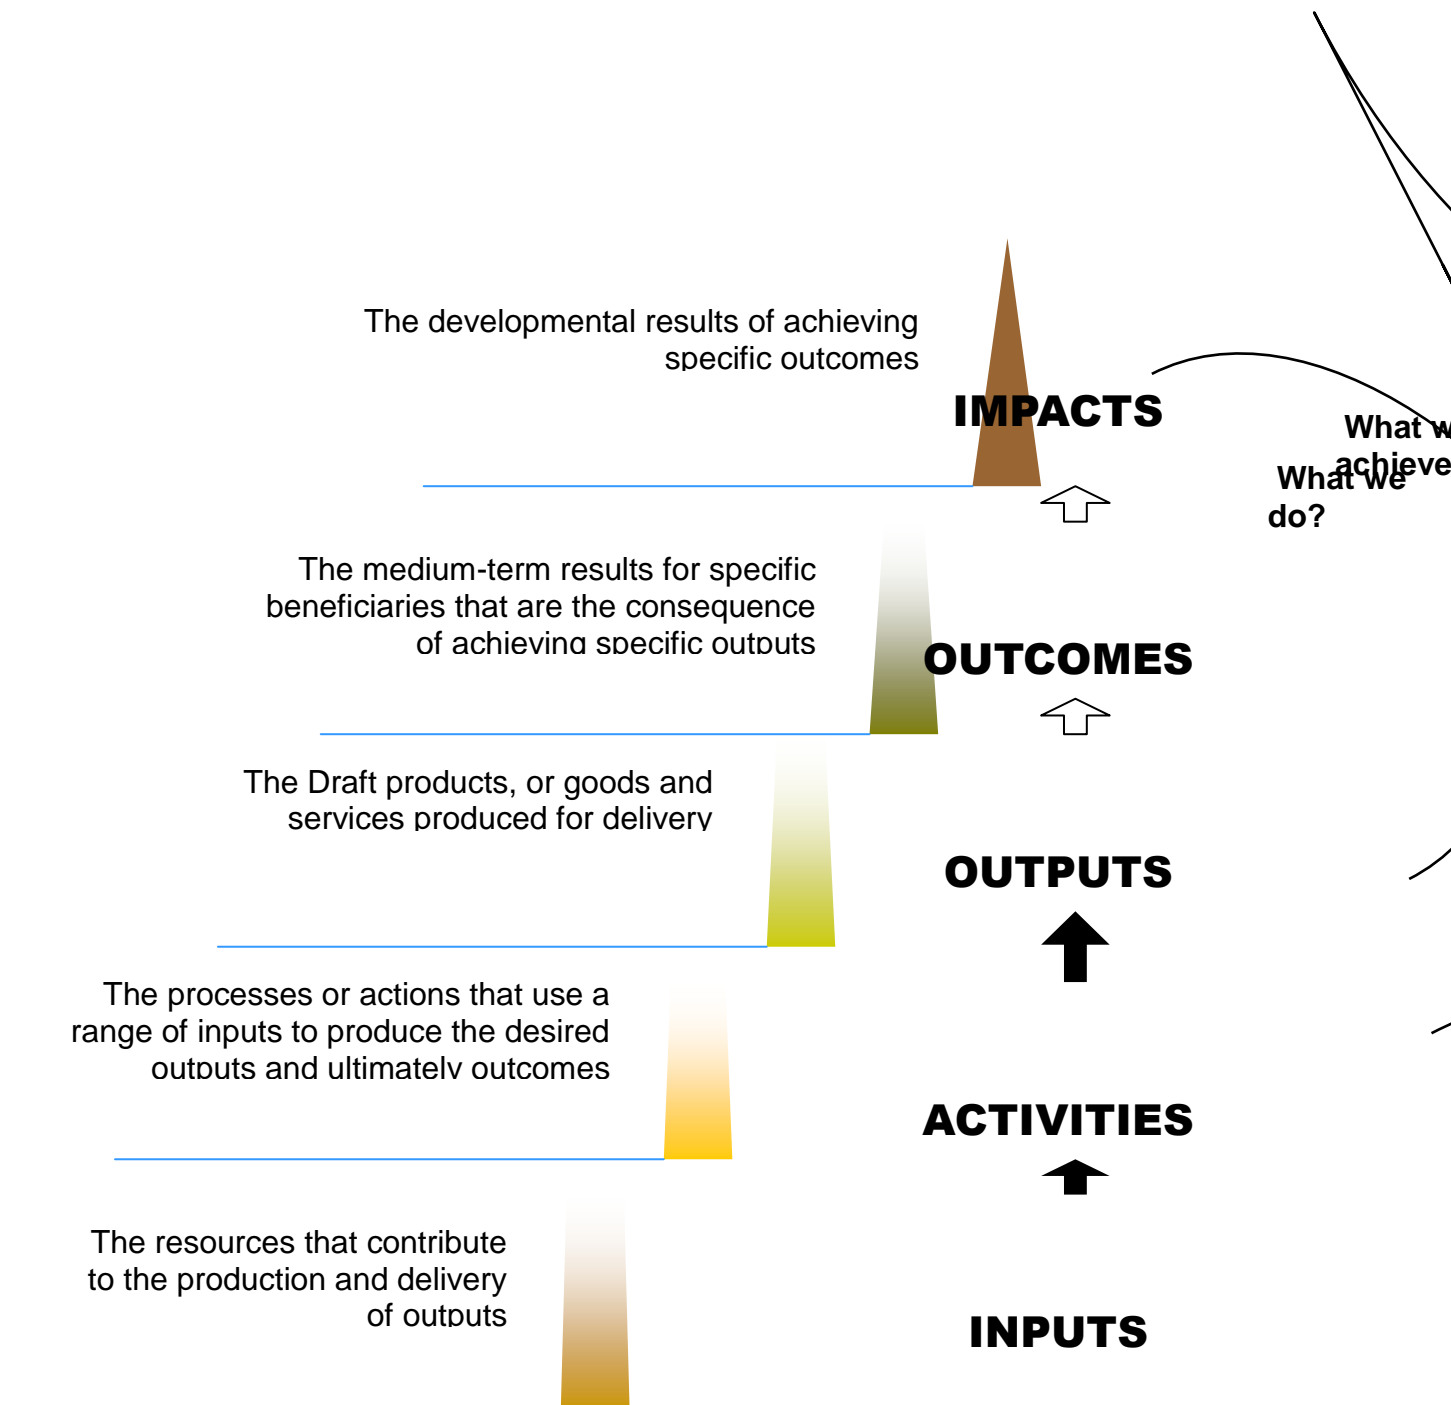 The developmental results of achieving
specific outcomes
IMPACTS
What
achieve
What we
do?
The medium-term results for specific
beneficiaries that are the consequence
of achieving specific outputs
OUTCOMES
The Draft products, or goods and
services produced for delivery
OUTPUTS
The processes or actions that use a
range of inputs to produce the desired
outputs and ultimately outcomes
ACTIVITIES
The resources that contribute
to the production and delivery
of outputs
INPUTS